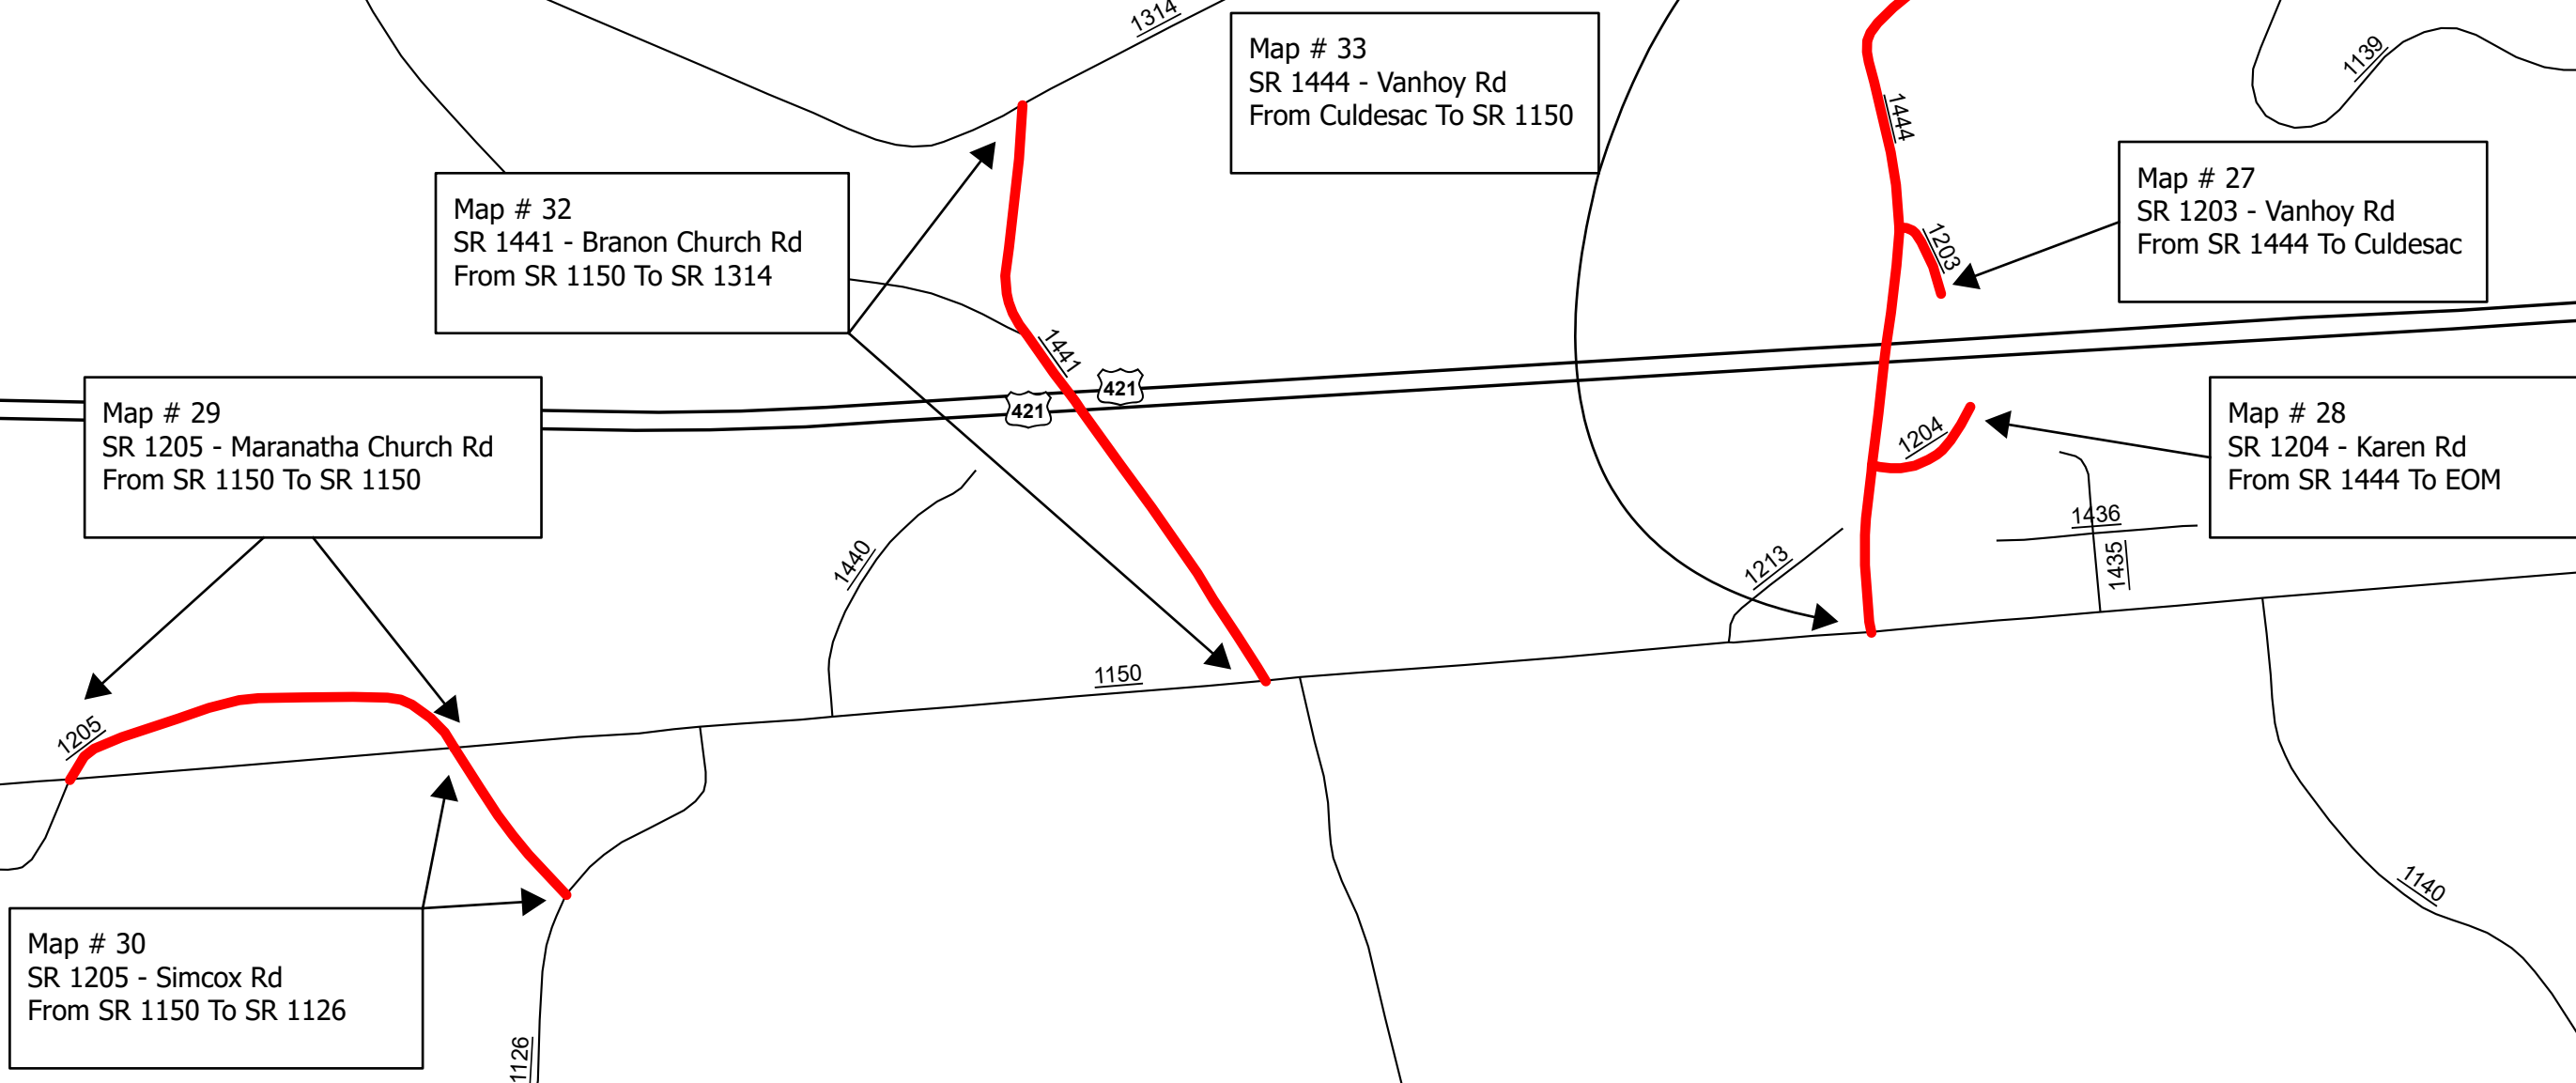 1314
Map # 33
SR 1444 - Vanhoy Rd
From Culdesac To SR 1150
1139
1444
Map # 27
SR 1203 - Vanhoy Rd
From SR 1444 To Culdesac
1203
Map # 32
SR 1441 - Branon Church Rd
From SR 1150 To SR 1314
1441
421
421
Map # 29
SR 1205 - Maranatha Church Rd
From SR 1150 To SR 1150
1204
Map # 28
SR 1204 - Karen Rd
From SR 1444 To EOM
1436
1435
1440
1213
1150
1205
1140
Map # 30
SR 1205 - Simcox Rd
From SR 1150 To SR 1126
1126